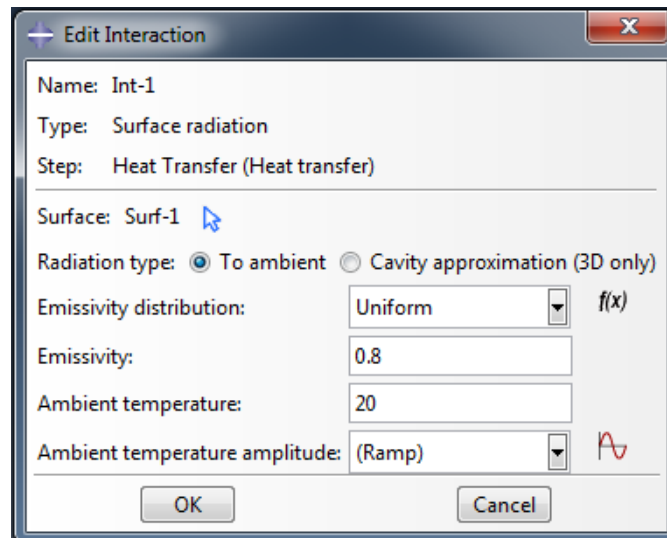 Edit Interaction
Name: Int-1
Type: Surface radiation
Step: Heat Transfer (Heat transfer)
Surface: Surf-1
Radiation type: To ambient Cavity approximation (3D only)
Emissivity distribution: Uniform f(x)
Emissivity: 0.8
Ambient temperature: 20
Ambient temperature amplitude: (Ramp)
OK Cancel